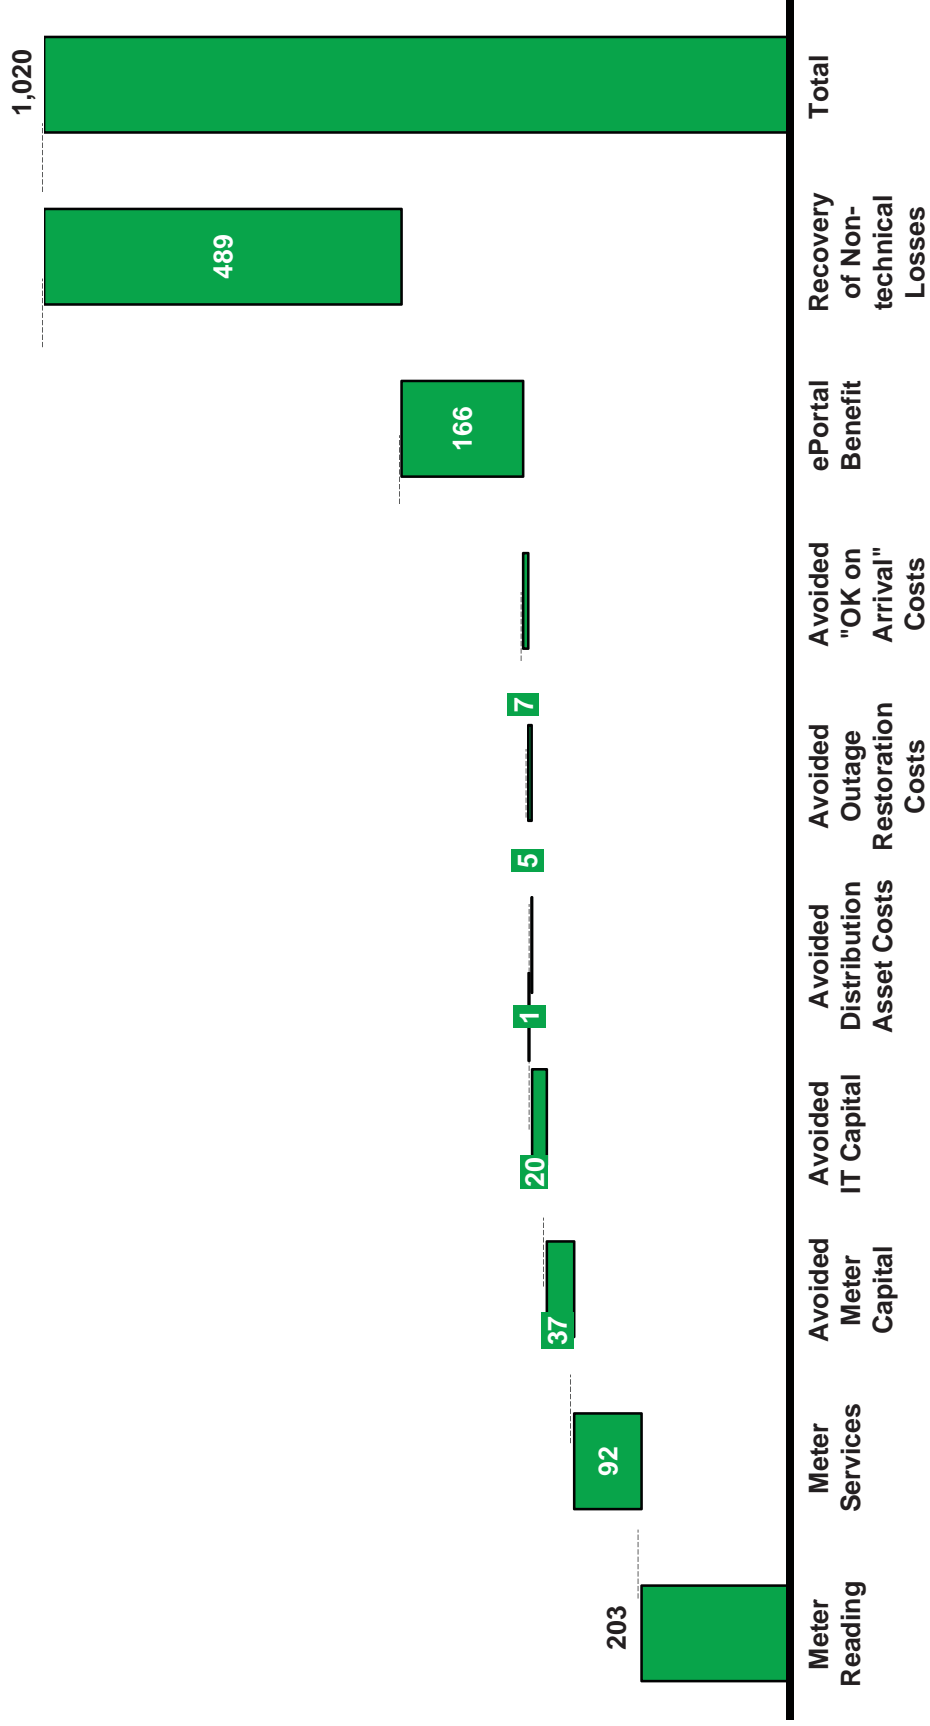 1,020
489
166
7
5
1
20
37
92
203
Meter
Reading
Meter
Services
Avoided
Meter
Capital
Avoided
IT Capital
Avoided
Distribution
Asset Costs
Avoided
Outage
Restoration
Costs
Avoided
"OK on
Arrival"
Costs
ePortal
Benefit
Recovery
of Non-
technical
Losses
Total